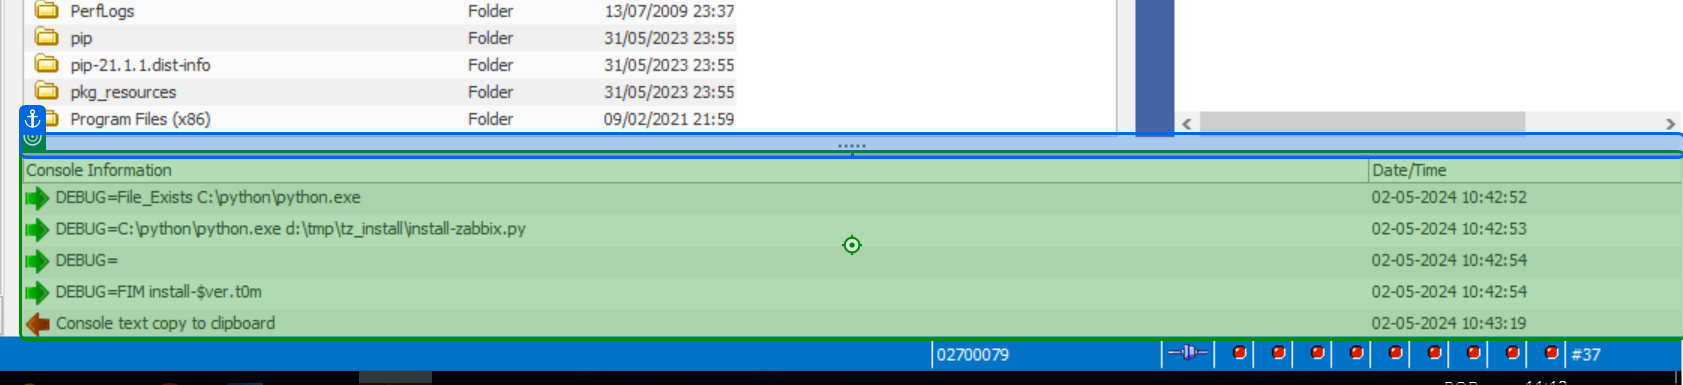 PerfLogs Folder 13/07/2009 23:37
pip Folder 31/05/2023 23:55
pip-21.1.1.dist-info Folder 31/05/2023 23:55
pkg_resources Folder 31/05/2023 23:55
Program Files (x86) Folder 09/02/2021 21:59
Console Information Date/Time
DEBUG=File_Exists C:\python\python.exe 02-05-2024 10:42:52
DEBUG=C:\python\python.exe d:\tmp\tz_install\install-zabbix.py 02-05-2024 10:42:53
DEBUG= 02-05-2024 10:42:54
DEBUG=FIM install-$ver.t0m 02-05-2024 10:42:54
Console text copy to clipboard 02-05-2024 10:43:19
02700079 #37